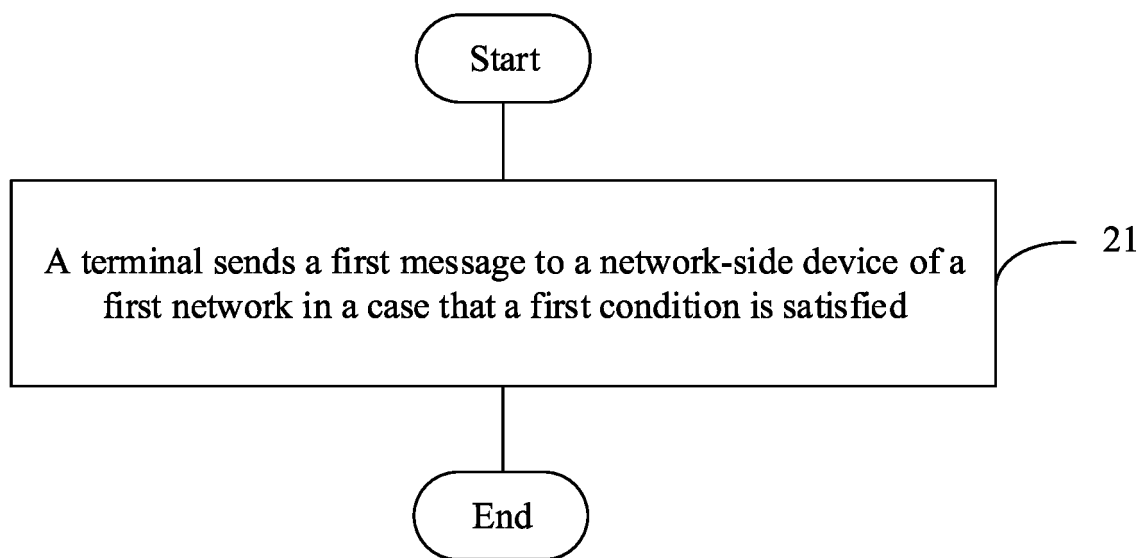 Start
A terminal sends a first message to a network-side device of a
first network in a case that a first condition is satisfied
21
End